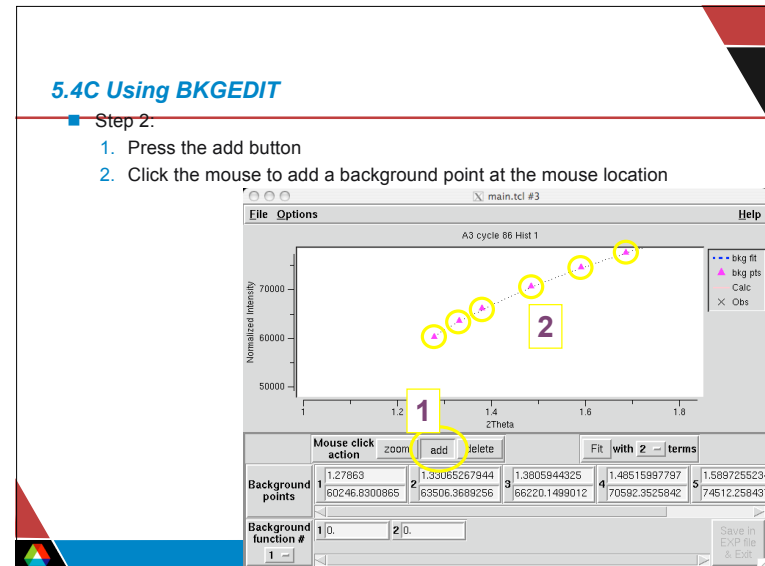 5.4C Using BKGEDIT
Step 2:
1. Press the add button
2. Click the mouse to add a background point at the mouse location
main.tcl #3
File Options Help
A3 cycle 86 Hist 1
Normalized Intensity
70000
60000
50000
1 1.2 1.4 1.6 1.8
2Theta
bkg fit
bkg pts
Calc
Obs
2
1
Mouse click action zoom add delete Fit with 2 terms
Background points
1 1.27863 2 1.33065267944 3 1.3805944325 4 1.48515997797 5 1.589725523
60246.8300865 63506.3689256 66220.1499012 70592.3525842 74512.25843
Background function # 1
1 0. 2 0.
Save in
EXP file
& Exit